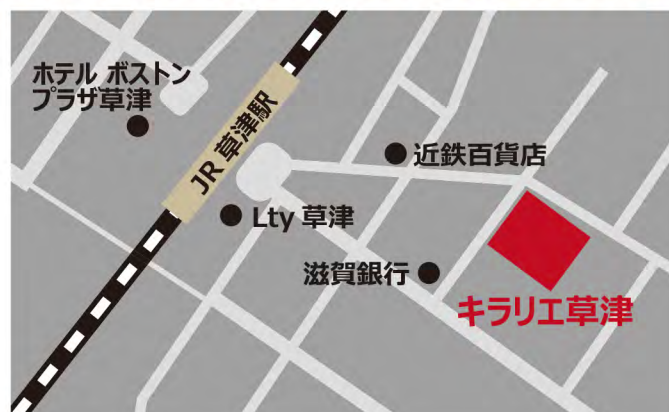 ホテル ボストン
プラザ草津
JR 草津駅
近鉄百貨店
Lty 草津
滋賀銀行
キラリエ草津